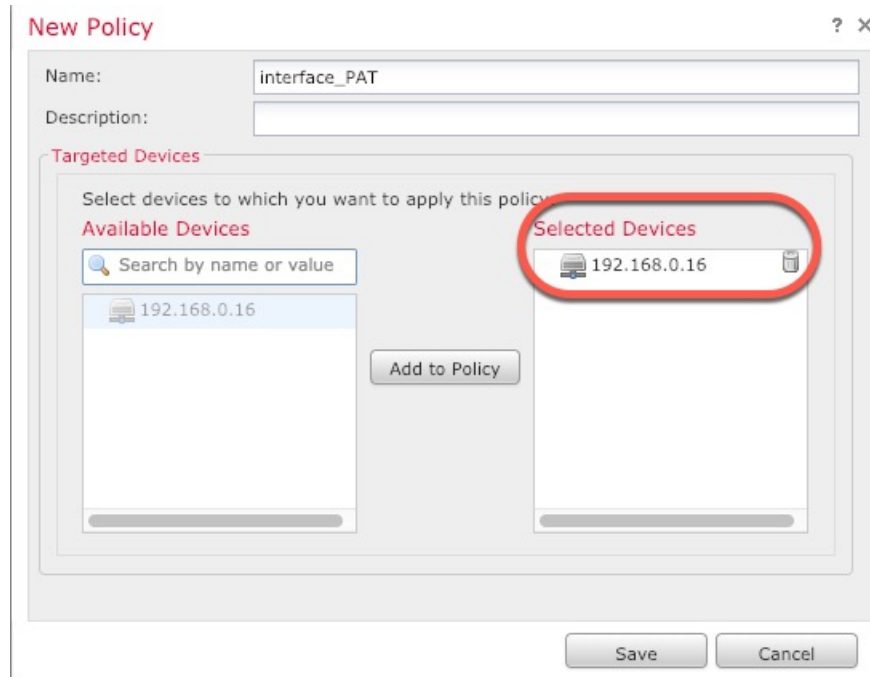 New Policy
?
Name:
interface_PAT
Description:
Targeted Devices
Select devices to which you want to apply this policy
Available Devices
Selected Devices
Search by name or value
192.168.0.16
192.168.0.16
Add to Policy
Save
Cancel